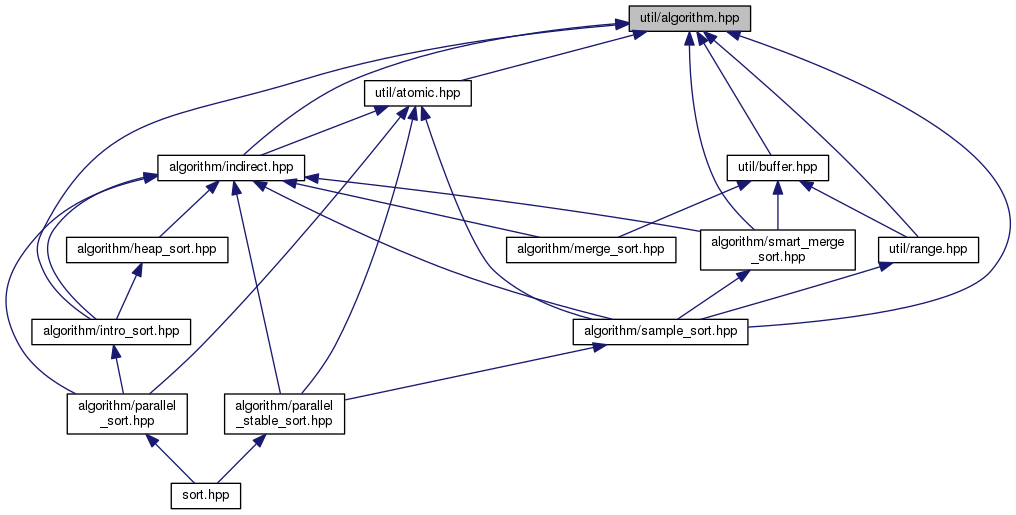 util/algorithm.hpp
util/atomic.hpp
algorithm/indirect.hpp
util/buffer.hpp
algorithm/heap_sort.hpp
algorithm/merge_sort.hpp
algorithm/smart_merge
_sort.hpp
util/range.hpp
algorithm/intro_sort.hpp
algorithm/sample_sort.hpp
algorithm/parallel
_sort.hpp
algorithm/parallel
_stable_sort.hpp
sort.hpp